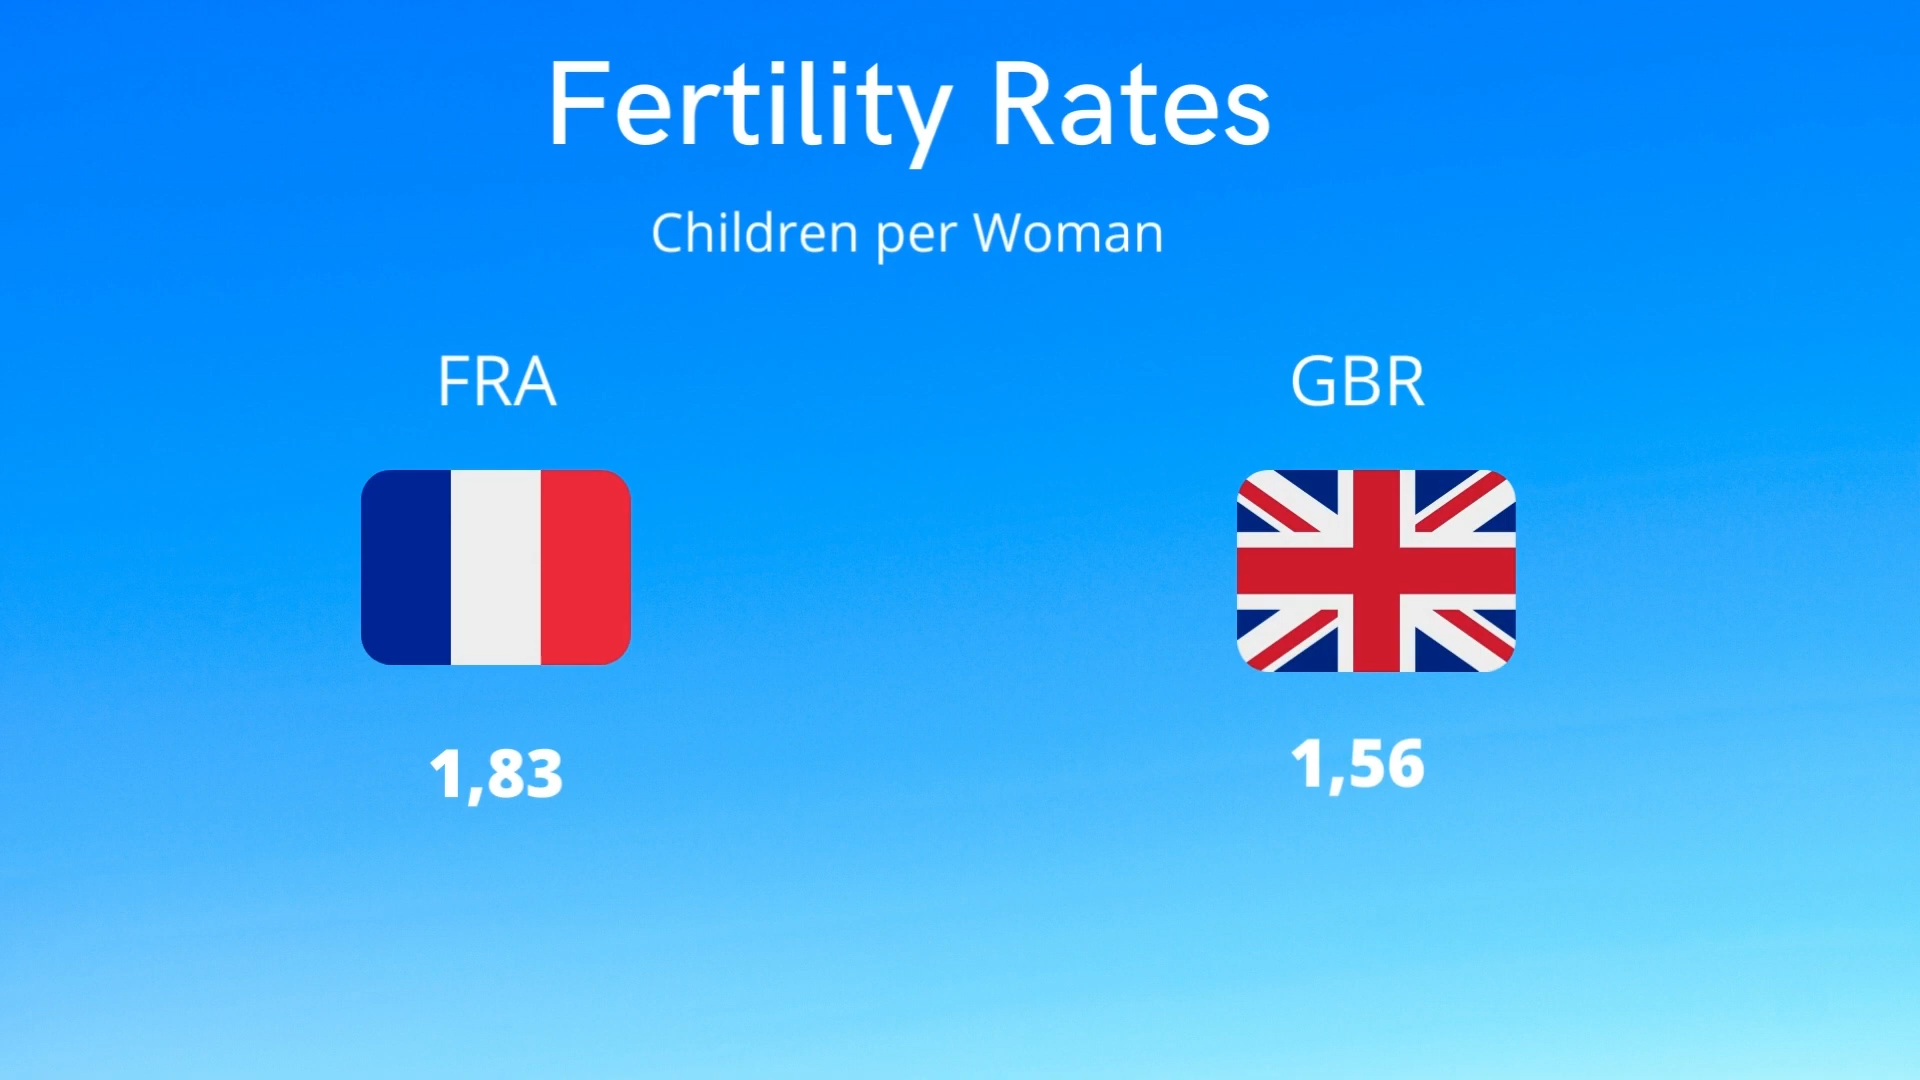 Fertility Rates
Children per Woman
FRA
GBR
1,83
1,56